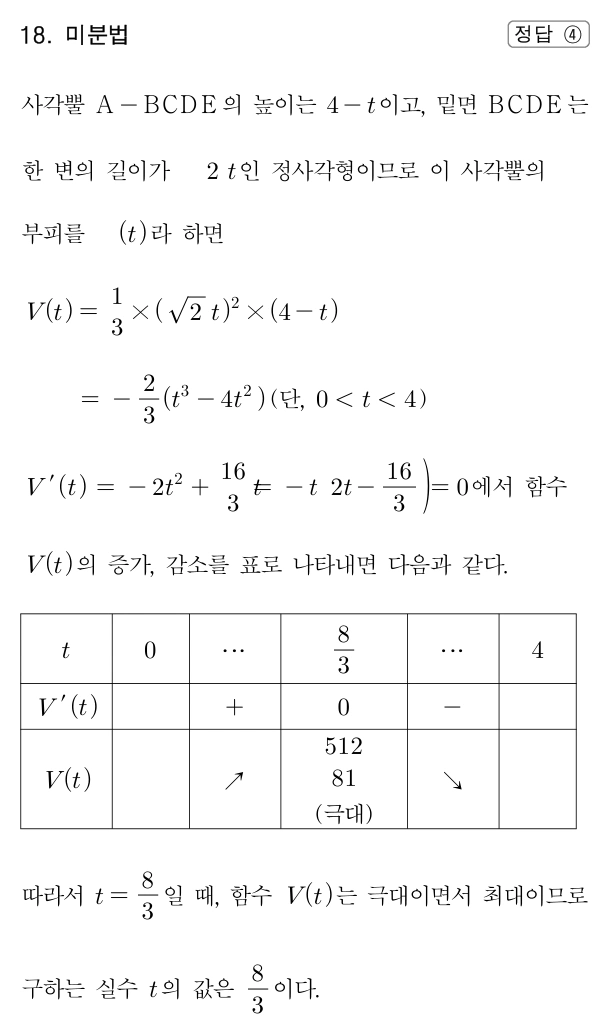 18. 미분법
정답 ④
사각뿔 A-BCDE의 높이는 4-t이고, 밑면 BCDE는
한 변의 길이가 2 t인 정사각형이므로 이 사각뿔의
부피를 (t)라 하면
V(t) = 1/3 × (√2 t)² × (4-t)
= -2/3(t³-4t²) (단, 0 < t < 4)
V′(t) = -2t² + 16/3 t = -t 2t - 16/3) = 0에서 함수
V(t)의 증가, 감소를 표로 나타내면 다음과 같다.
t 0 ⋯ 8/3 ⋯ 4
V′(t) + 0 -
V(t) ↗ 512 81 (극대) ↘
따라서 t = 8/3 일 때, 함수 V(t)는 극대이면서 최대이므로
구하는 실수 t의 값은 8/3 이다.